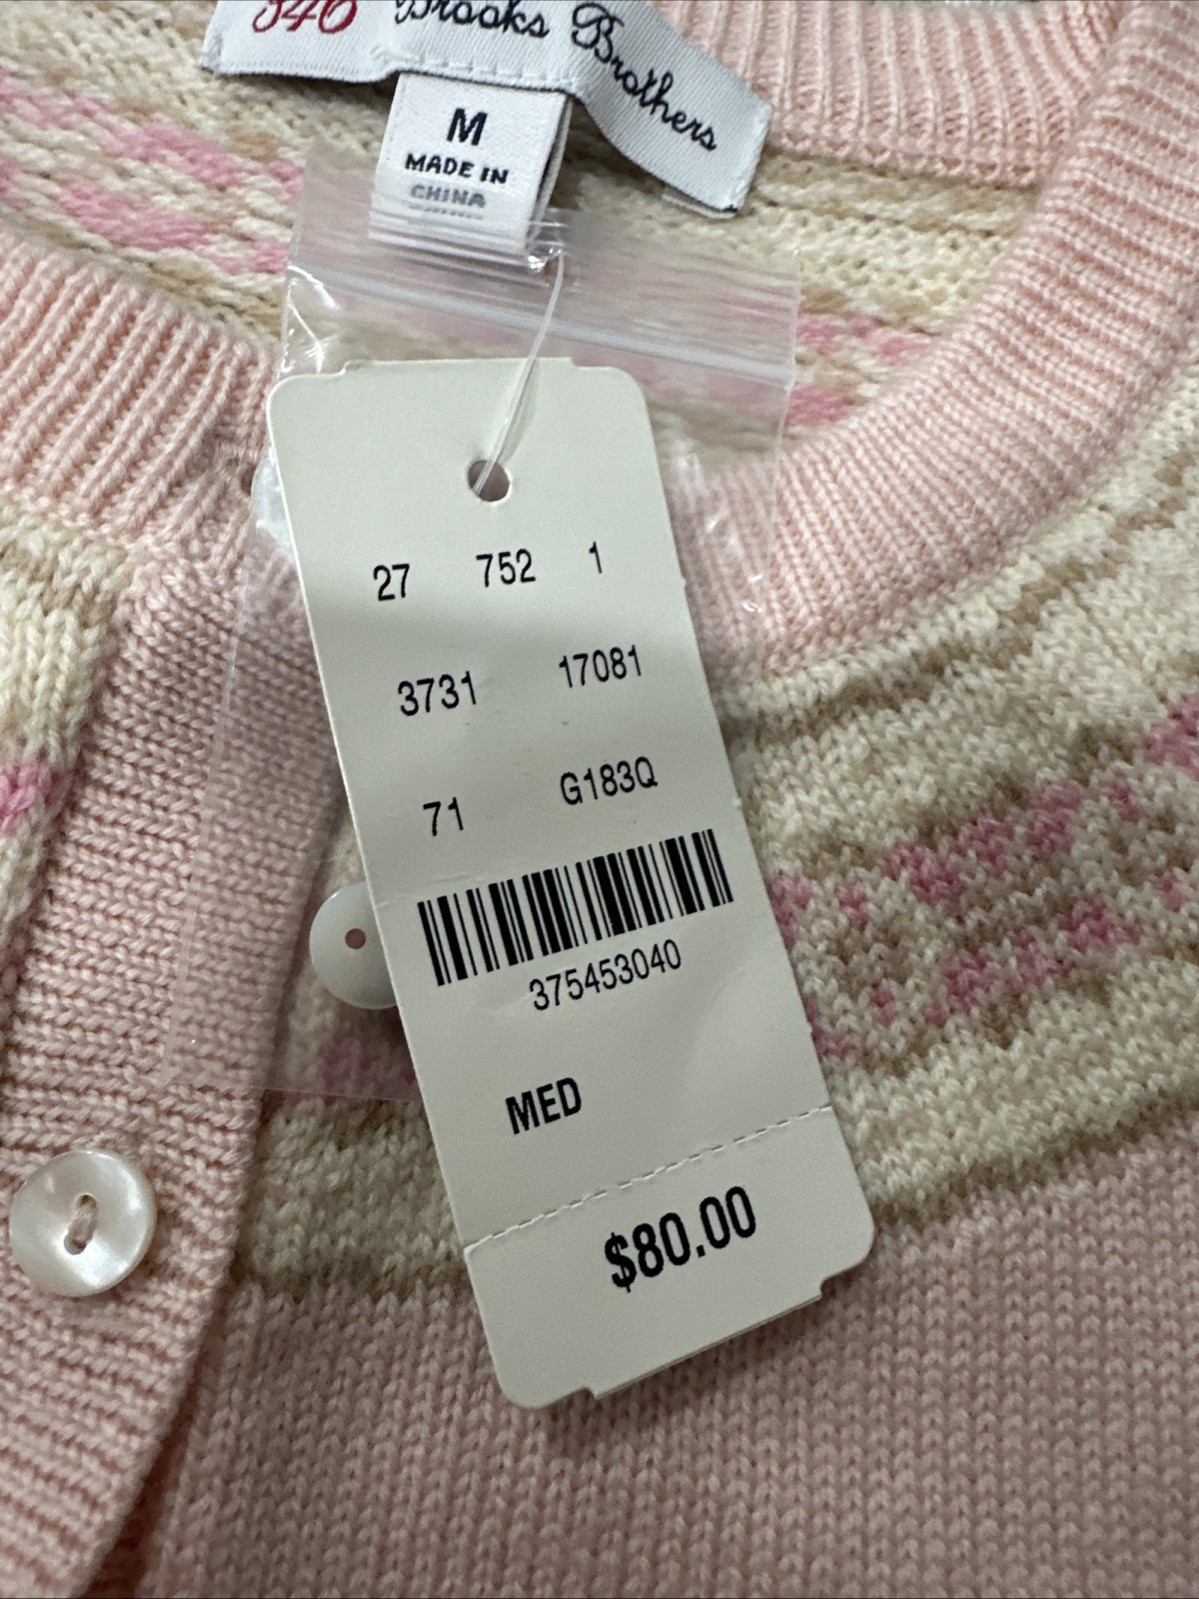 346 Brooks Brothers
M
MADE IN
CHINA
27 752 1
3731 17081
71 G183Q
375453040
MED
$80.00